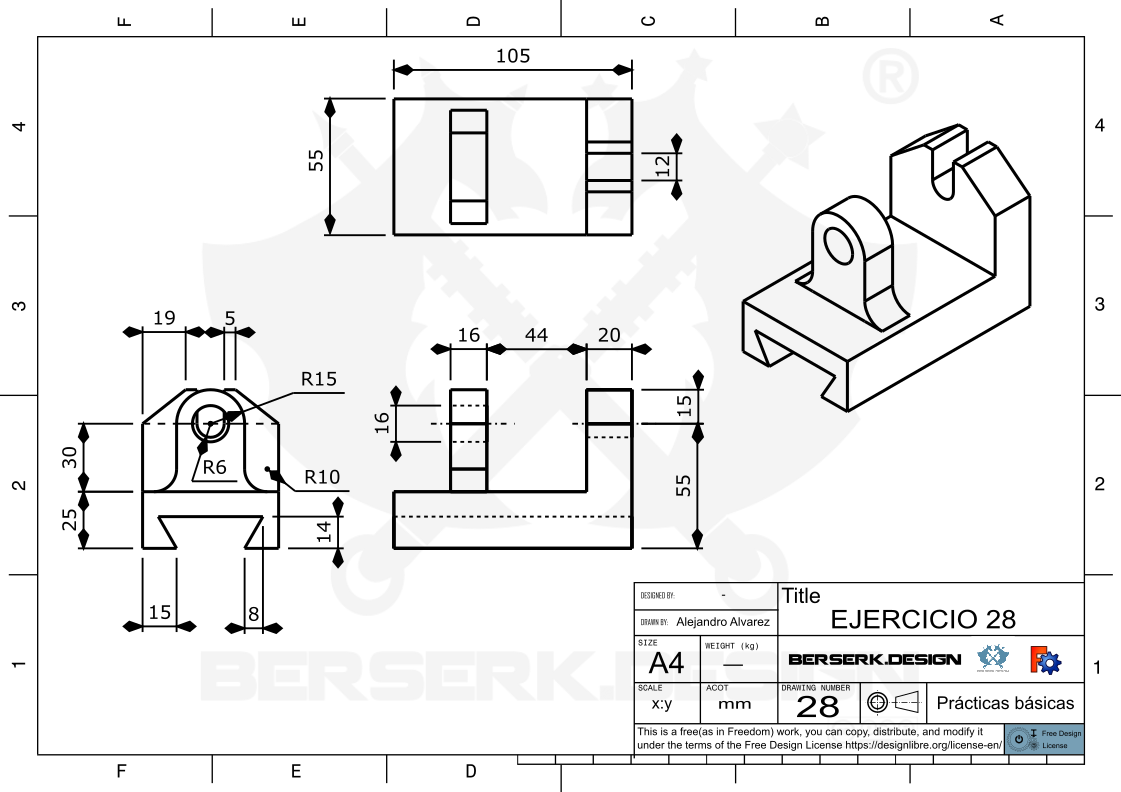 F E D C B A
®
105
4 4
55
12
3 3
19 5 16 44 20
R15
16 15
30
R6
R10
2 2
55
25
14
15 8
DESIGNED BY: -
Title
EJERCICIO 28
DRAWN BY: Alejandro Alvarez
SIZE
A4
WEIGHT (kg)
—
BERSERK.DESIGN
1 1
BERSERK.DESIGN
SCALE
x:y
ACOT
mm
DRAWING NUMBER
28
Prácticas básicas
This is a free(as in Freedom) work, you can copy, distribute, and modify it
under the terms of the Free Design License https://designlibre.org/license-en/
Free Design
License
F E D